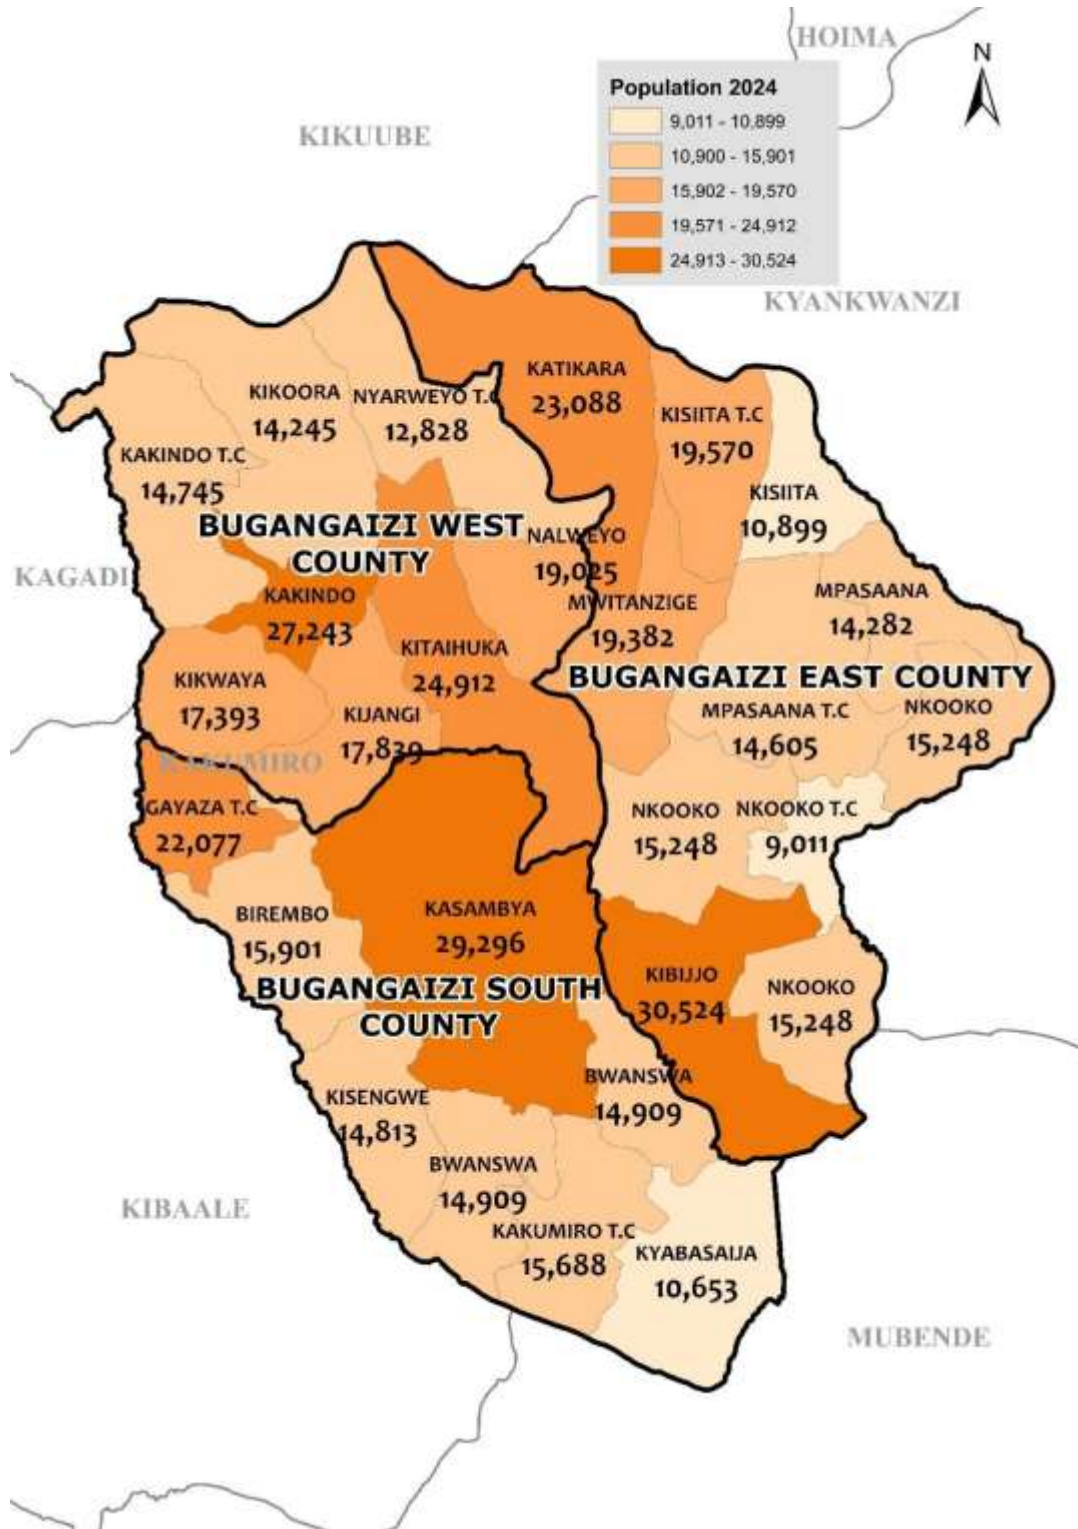 HOIMA
N
Population 2024
9,011 - 10,899
10,900 - 15,901
15,902 - 19,570
19,571 - 24,912
24,913 - 30,524
KIKUUBE
KYANKWANZI
KATIKARA
23,088
KIKOORA
14,245
NYARWEYO T.C
12,828
KISIITA T.C
19,570
KAKINDO T.C
14,745
KISIITA
10,899
BUGANGAIZI WEST
COUNTY
NALWEYO
19,025
KAGADI
KAKINDO
27,243
MWITANZIGE
19,382
MPASAANA
14,282
KITAIHUKA
24,912
BUGANGAIZI EAST COUNTY
KIKWAYA
17,393
KIJANGI
17,839
MPASAANA T.C
14,605
NKOOKO
15,248
KAKUMIRO
GAYAZA T.C
22,077
NKOOKO
15,248
NKOOKO T.C
9,011
BIREMBO
15,901
KASAMBYA
29,296
KIBIJJO
30,524
NKOOKO
15,248
BUGANGAIZI SOUTH
COUNTY
BWANSWA
14,909
KISENGWE
14,813
BWANSWA
14,909
KIBAALE
KAKUMIRO T.C
15,688
KYABASAIJA
10,653
MUBENDE